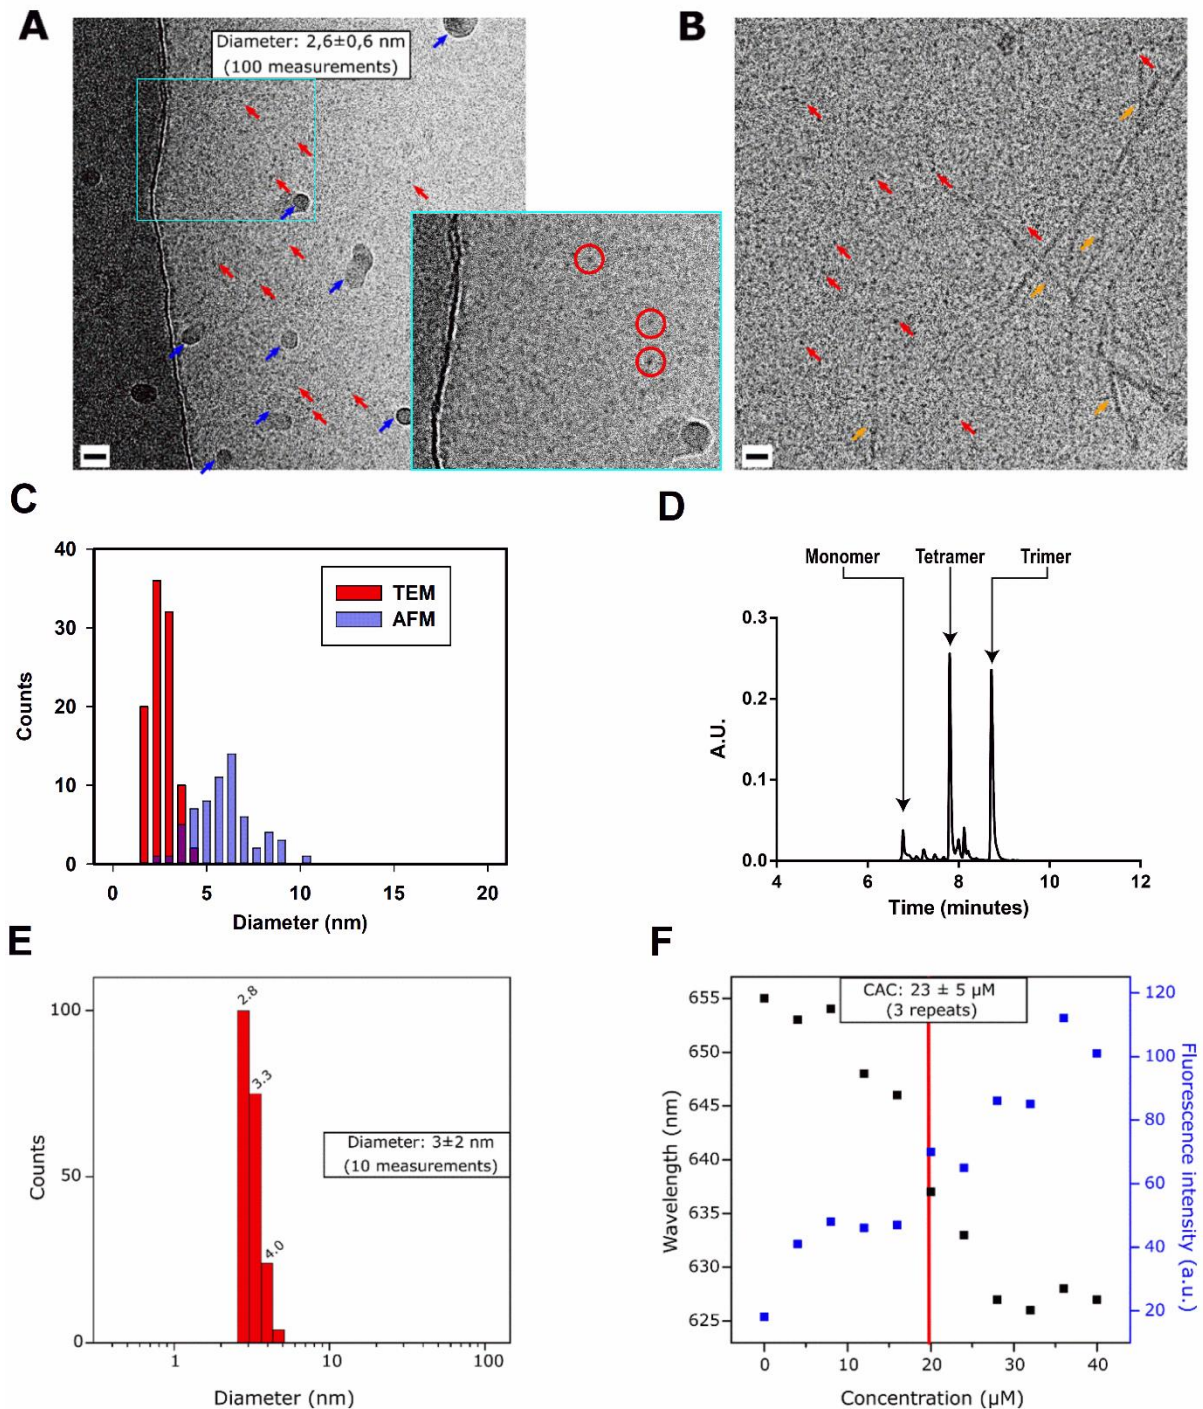 A
Diameter: 2,6±0,6 nm
(100 measurements)
B
C
40
30
20
10
0
Counts
TEM
AFM
0 5 10 15 20
Diameter (nm)
D
Monomer Tetramer Trimer
0.3
0.2
0.1
0.0
A.U.
4 6 8 10 12
Time (minutes)
E
100
50
0
Counts
2.8
3.3
4.0
Diameter: 3±2 nm
(10 measurements)
1 10 100
Diameter (nm)
F
CAC: 23 ± 5 µM
(3 repeats)
655
650
645
640
635
630
625
Wavelength (nm)
120
100
80
60
40
20
Fluorescence intensity (a.u.)
0 10 20 30 40
Concentration (µM)